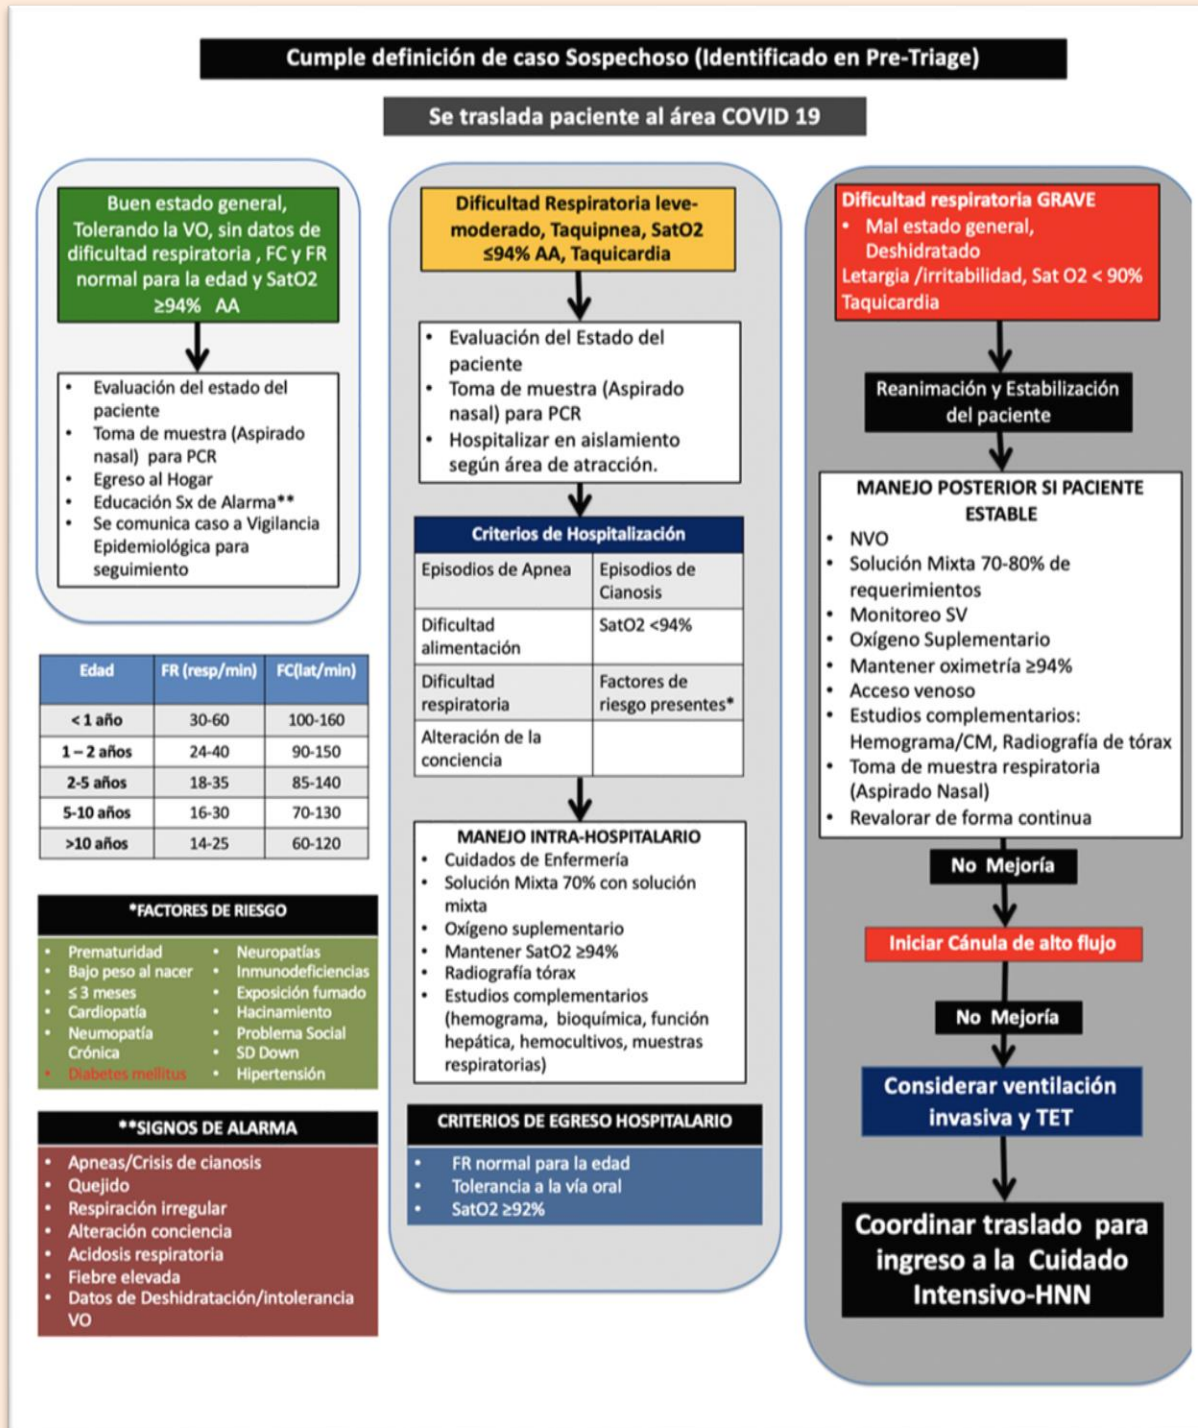 Cumple definición de caso Sospechoso (Identificado en Pre-Triage)
Se traslada paciente al área COVID 19
Buen estado general,
Tolerando la VO, sin datos de
dificultad respiratoria , FC y FR
normal para la edad y SatO2
≥94% AA
• Evaluación del estado del
paciente
• Toma de muestra (Aspirado
nasal) para PCR
• Egreso al Hogar
• Educación Sx de Alarma**
• Se comunica caso a Vigilancia
Epidemiológica para
seguimiento
Edad FR (resp/min) FC(lat/min)
< 1 año 30-60 100-160
1 – 2 años 24-40 90-150
2-5 años 18-35 85-140
5-10 años 16-30 70-130
>10 años 14-25 60-120
*FACTORES DE RIESGO
• Prematuridad
• Bajo peso al nacer
• ≤ 3 meses
• Cardiopatía
• Neumopatía
Crónica
• Diabetes mellitus
• Neuropatías
• Inmunodeficiencias
• Exposición fumado
• Hacinamiento
• Problema Social
• SD Down
• Hipertensión
**SIGNOS DE ALARMA
• Apneas/Crisis de cianosis
• Quejido
• Respiración irregular
• Alteración conciencia
• Acidosis respiratoria
• Fiebre elevada
• Datos de Deshidratación/intolerancia
VO
Dificultad Respiratoria leve-
moderado, Taquipnea, SatO2
≤94% AA, Taquicardia
• Evaluación del Estado del
paciente
• Toma de muestra (Aspirado
nasal) para PCR
• Hospitalizar en aislamiento
según área de atracción.
Criterios de Hospitalización
Episodios de Apnea Episodios de
Cianosis
Dificultad SatO2 <94%
alimentación
Dificultad Factores de
respiratoria riesgo presentes*
Alteración de la
conciencia
MANEJO INTRA-HOSPITALARIO
• Cuidados de Enfermería
• Solución Mixta 70% con solución
mixta
• Oxígeno suplementario
• Mantener SatO2 ≥94%
• Radiografía tórax
• Estudios complementarios
(hemograma, bioquímica, función
hepática, hemocultivos, muestras
respiratorias)
CRITERIOS DE EGRESO HOSPITALARIO
• FR normal para la edad
• Tolerancia a la vía oral
• SatO2 ≥92%
Dificultad respiratoria GRAVE
• Mal estado general,
Deshidratado
Letargia /irritabilidad, Sat O2 < 90%
Taquicardia
Reanimación y Estabilización
del paciente
MANEJO POSTERIOR SI PACIENTE
ESTABLE
• NVO
• Solución Mixta 70-80% de
requerimientos
• Monitoreo SV
• Oxígeno Suplementario
• Mantener oximetría ≥94%
• Acceso venoso
• Estudios complementarios:
Hemograma/CM, Radiografía de tórax
• Toma de muestra respiratoria
(Aspirado Nasal)
• Revalorar de forma continua
No Mejoría
Iniciar Cánula de alto flujo
No Mejoría
Considerar ventilación
invasiva y TET
Coordinar traslado para
ingreso a la Cuidado
Intensivo-HNN